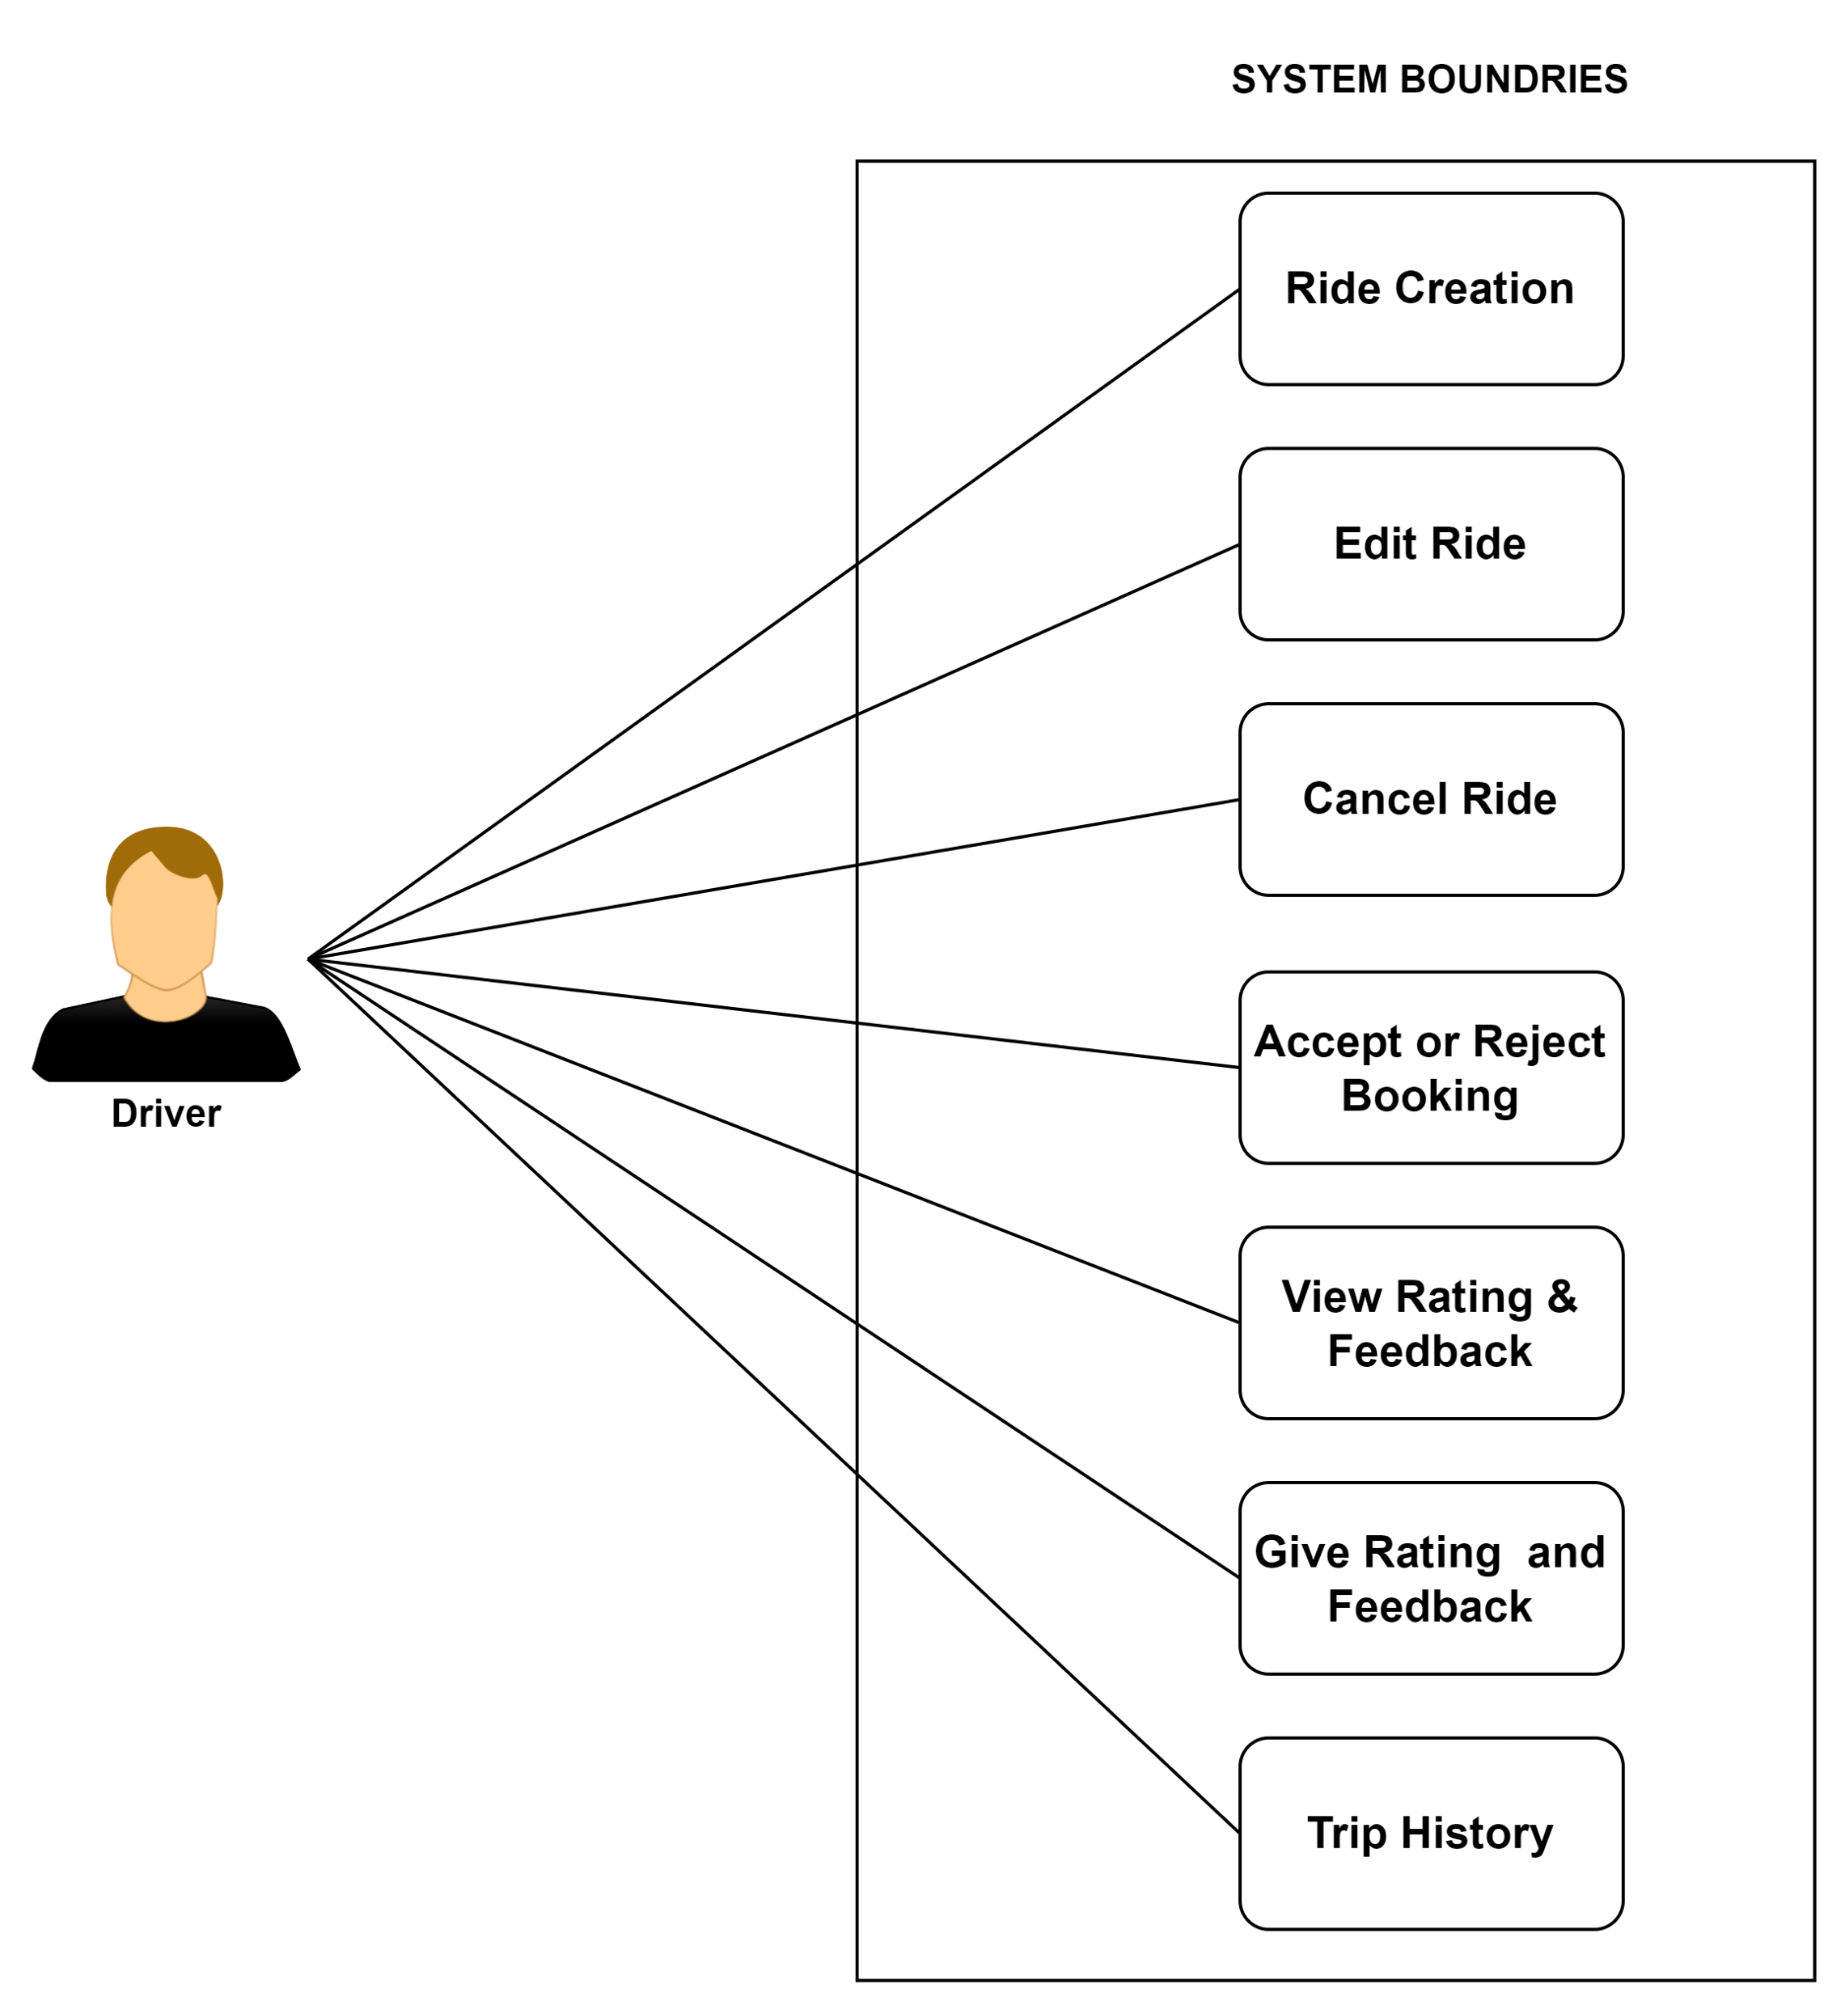 SYSTEM BOUNDRIES
Ride Creation
Edit Ride
Cancel Ride
Accept or Reject
Booking
Driver
View Rating &
Feedback
Give Rating  and
Feedback
Trip History